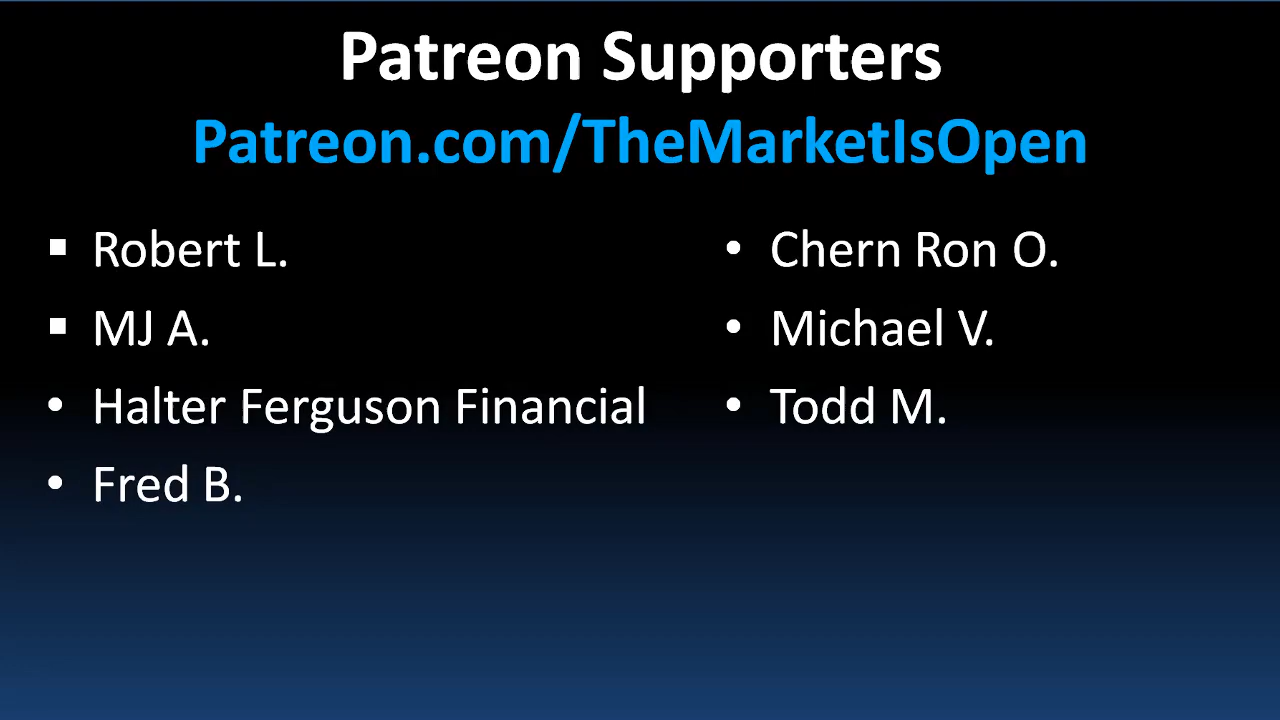 Patreon Supporters
Patreon.com/TheMarketIsOpen
▪ Robert L.
▪ MJ A.
• Halter Ferguson Financial
• Fred B.
• Chern Ron O.
• Michael V.
• Todd M.